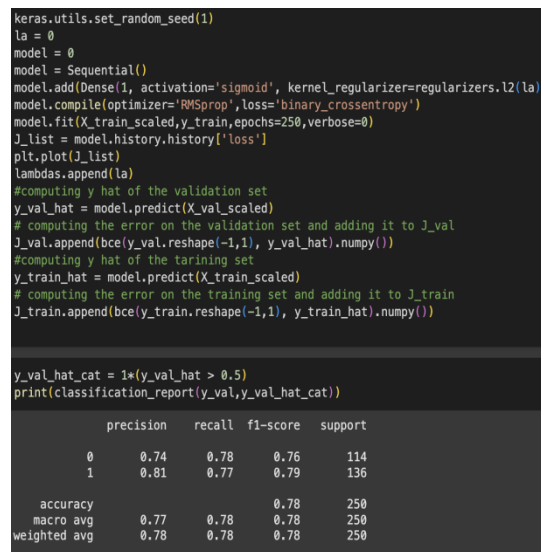 keras.utils.set_random_seed(1)
la = 0
model = 0
model = Sequential()
model.add(Dense(1, activation='sigmoid', kernel_regularizer=regularizers.l2(la)
model.compile(optimizer='RMSprop',loss='binary_crossentropy')
model.fit(X_train_scaled,y_train,epochs=250,verbose=0)
J_list = model.history.history['loss']
plt.plot(J_list)
lambdas.append(la)
#computing y hat of the validation set
y_val_hat = model.predict(X_val_scaled)
# computing the error on the validation set and adding it to J_val
J_val.append(bce(y_val.reshape(-1,1), y_val_hat).numpy())
#computing y hat of the tarining set
y_train_hat = model.predict(X_train_scaled)
# computing the error on the training set and adding it to J_train
J_train.append(bce(y_train.reshape(-1,1), y_train_hat).numpy())
y_val_hat_cat = 1*(y_val_hat > 0.5)
print(classification_report(y_val,y_val_hat_cat))
precision recall f1-score support
0 0.74 0.78 0.76 114
1 0.81 0.77 0.79 136
accuracy 0.78 250
macro avg 0.77 0.78 0.78 250
weighted avg 0.78 0.78 0.78 250